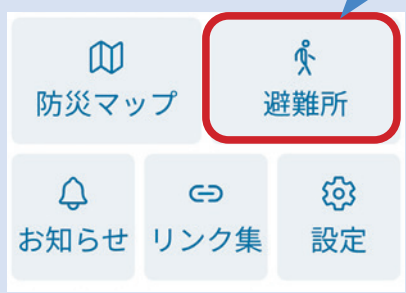 防災マップ
避難所
お知らせ
リンク集
設定